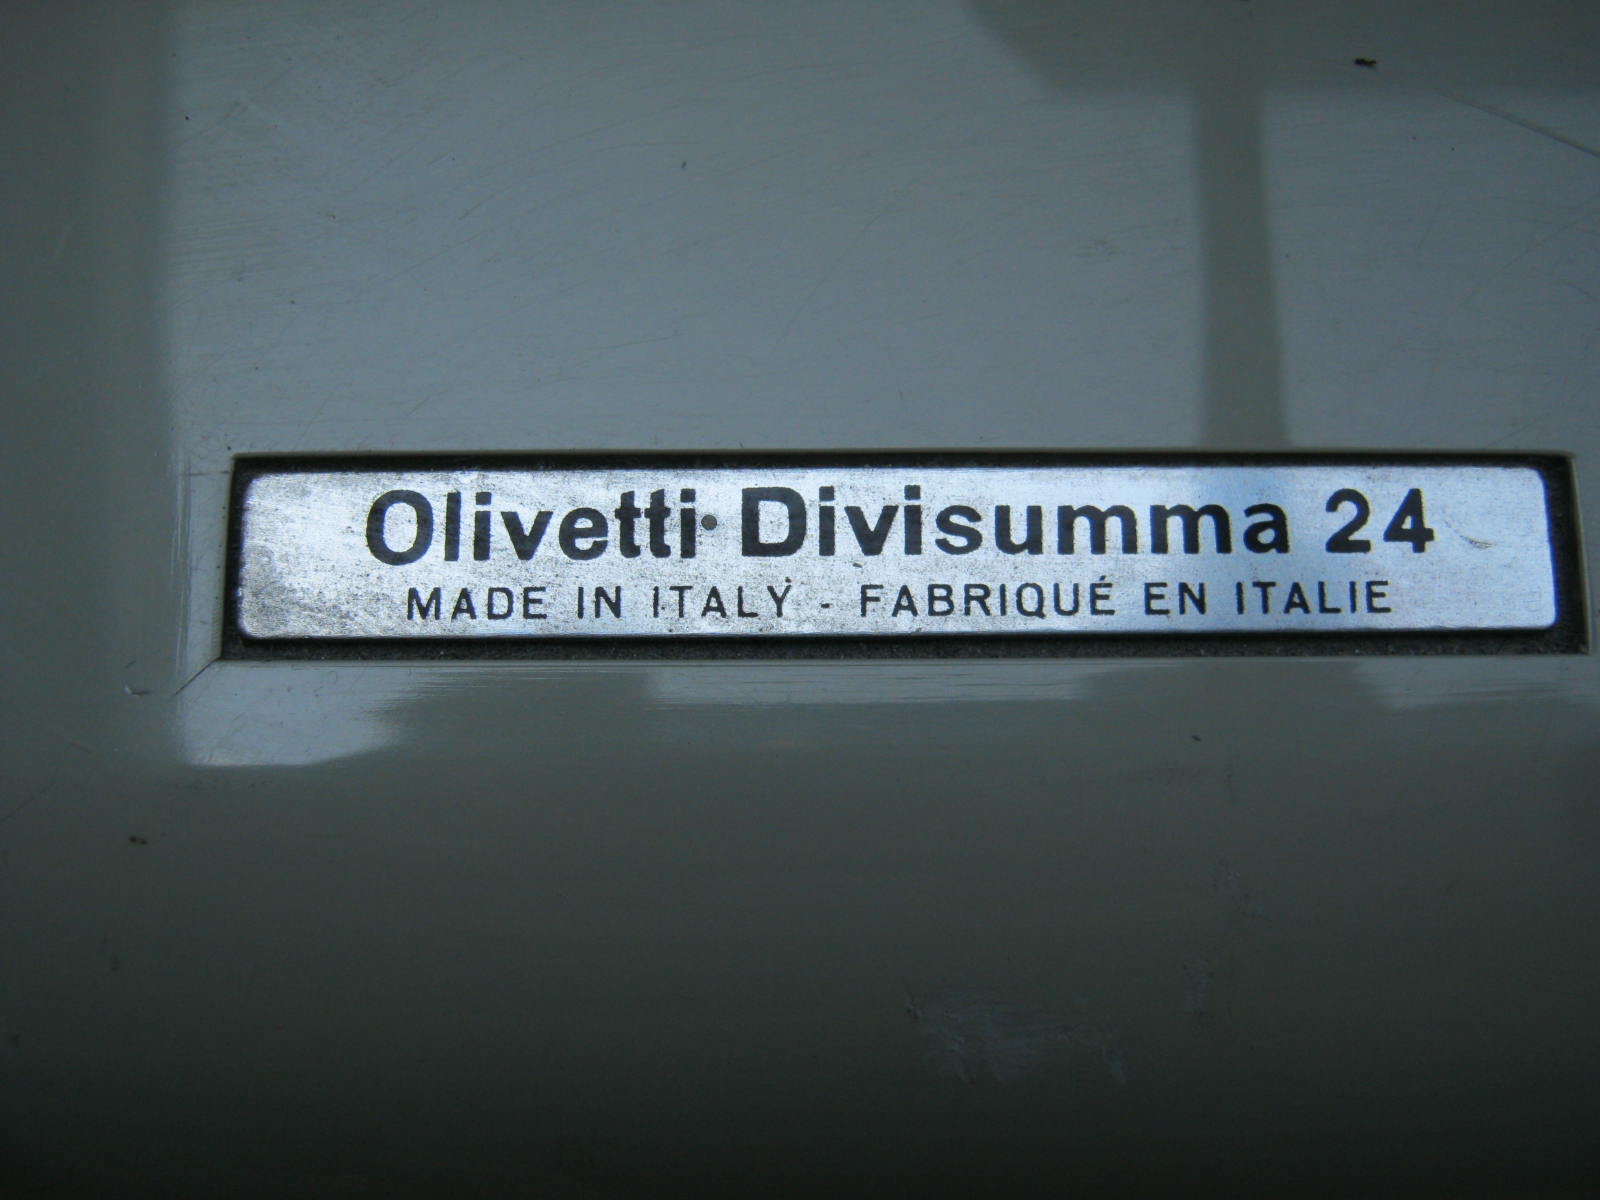 Olivetti Divisumma 24
MADE IN ITALY - FABRIQUÉ EN ITALIE